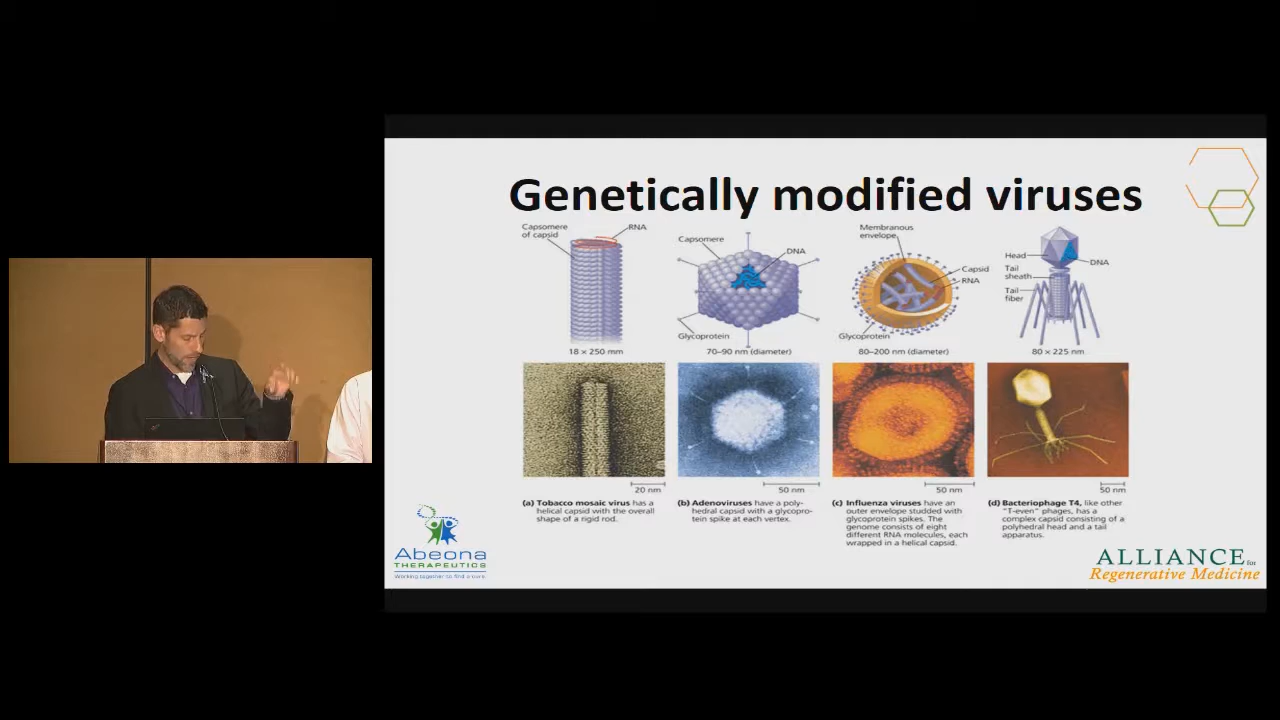 Genetically modified viruses
Capsomere
of capsid
RNA
18 × 250 mm
20 nm
(a) Tobacco mosaic virus has a
helical capsid with the overall
shape of a rigid rod.
Capsomere
DNA
Glycoprotein
70–90 nm (diameter)
50 nm
(b) Adenoviruses have a poly-
hedral capsid with a glycopro-
tein spike at each vertex.
Membranous
envelope
Capsid
RNA
Glycoprotein
80–200 nm (diameter)
50 nm
(c) Influenza viruses have an
outer envelope studded with
glycoprotein spikes. The
genome consists of eight
different RNA molecules, each
wrapped in a helical capsid.
Head
DNA
Tail
sheath
Tail
fiber
80 × 225 nm
50 nm
(d) Bacteriophage T4, like other
"T-even" phages, has a
complex capsid consisting of a
polyhedral head and a tail
apparatus.
Abeona
THERAPEUTICS
Working together to find a cure
ALLIANCE for
Regenerative Medicine